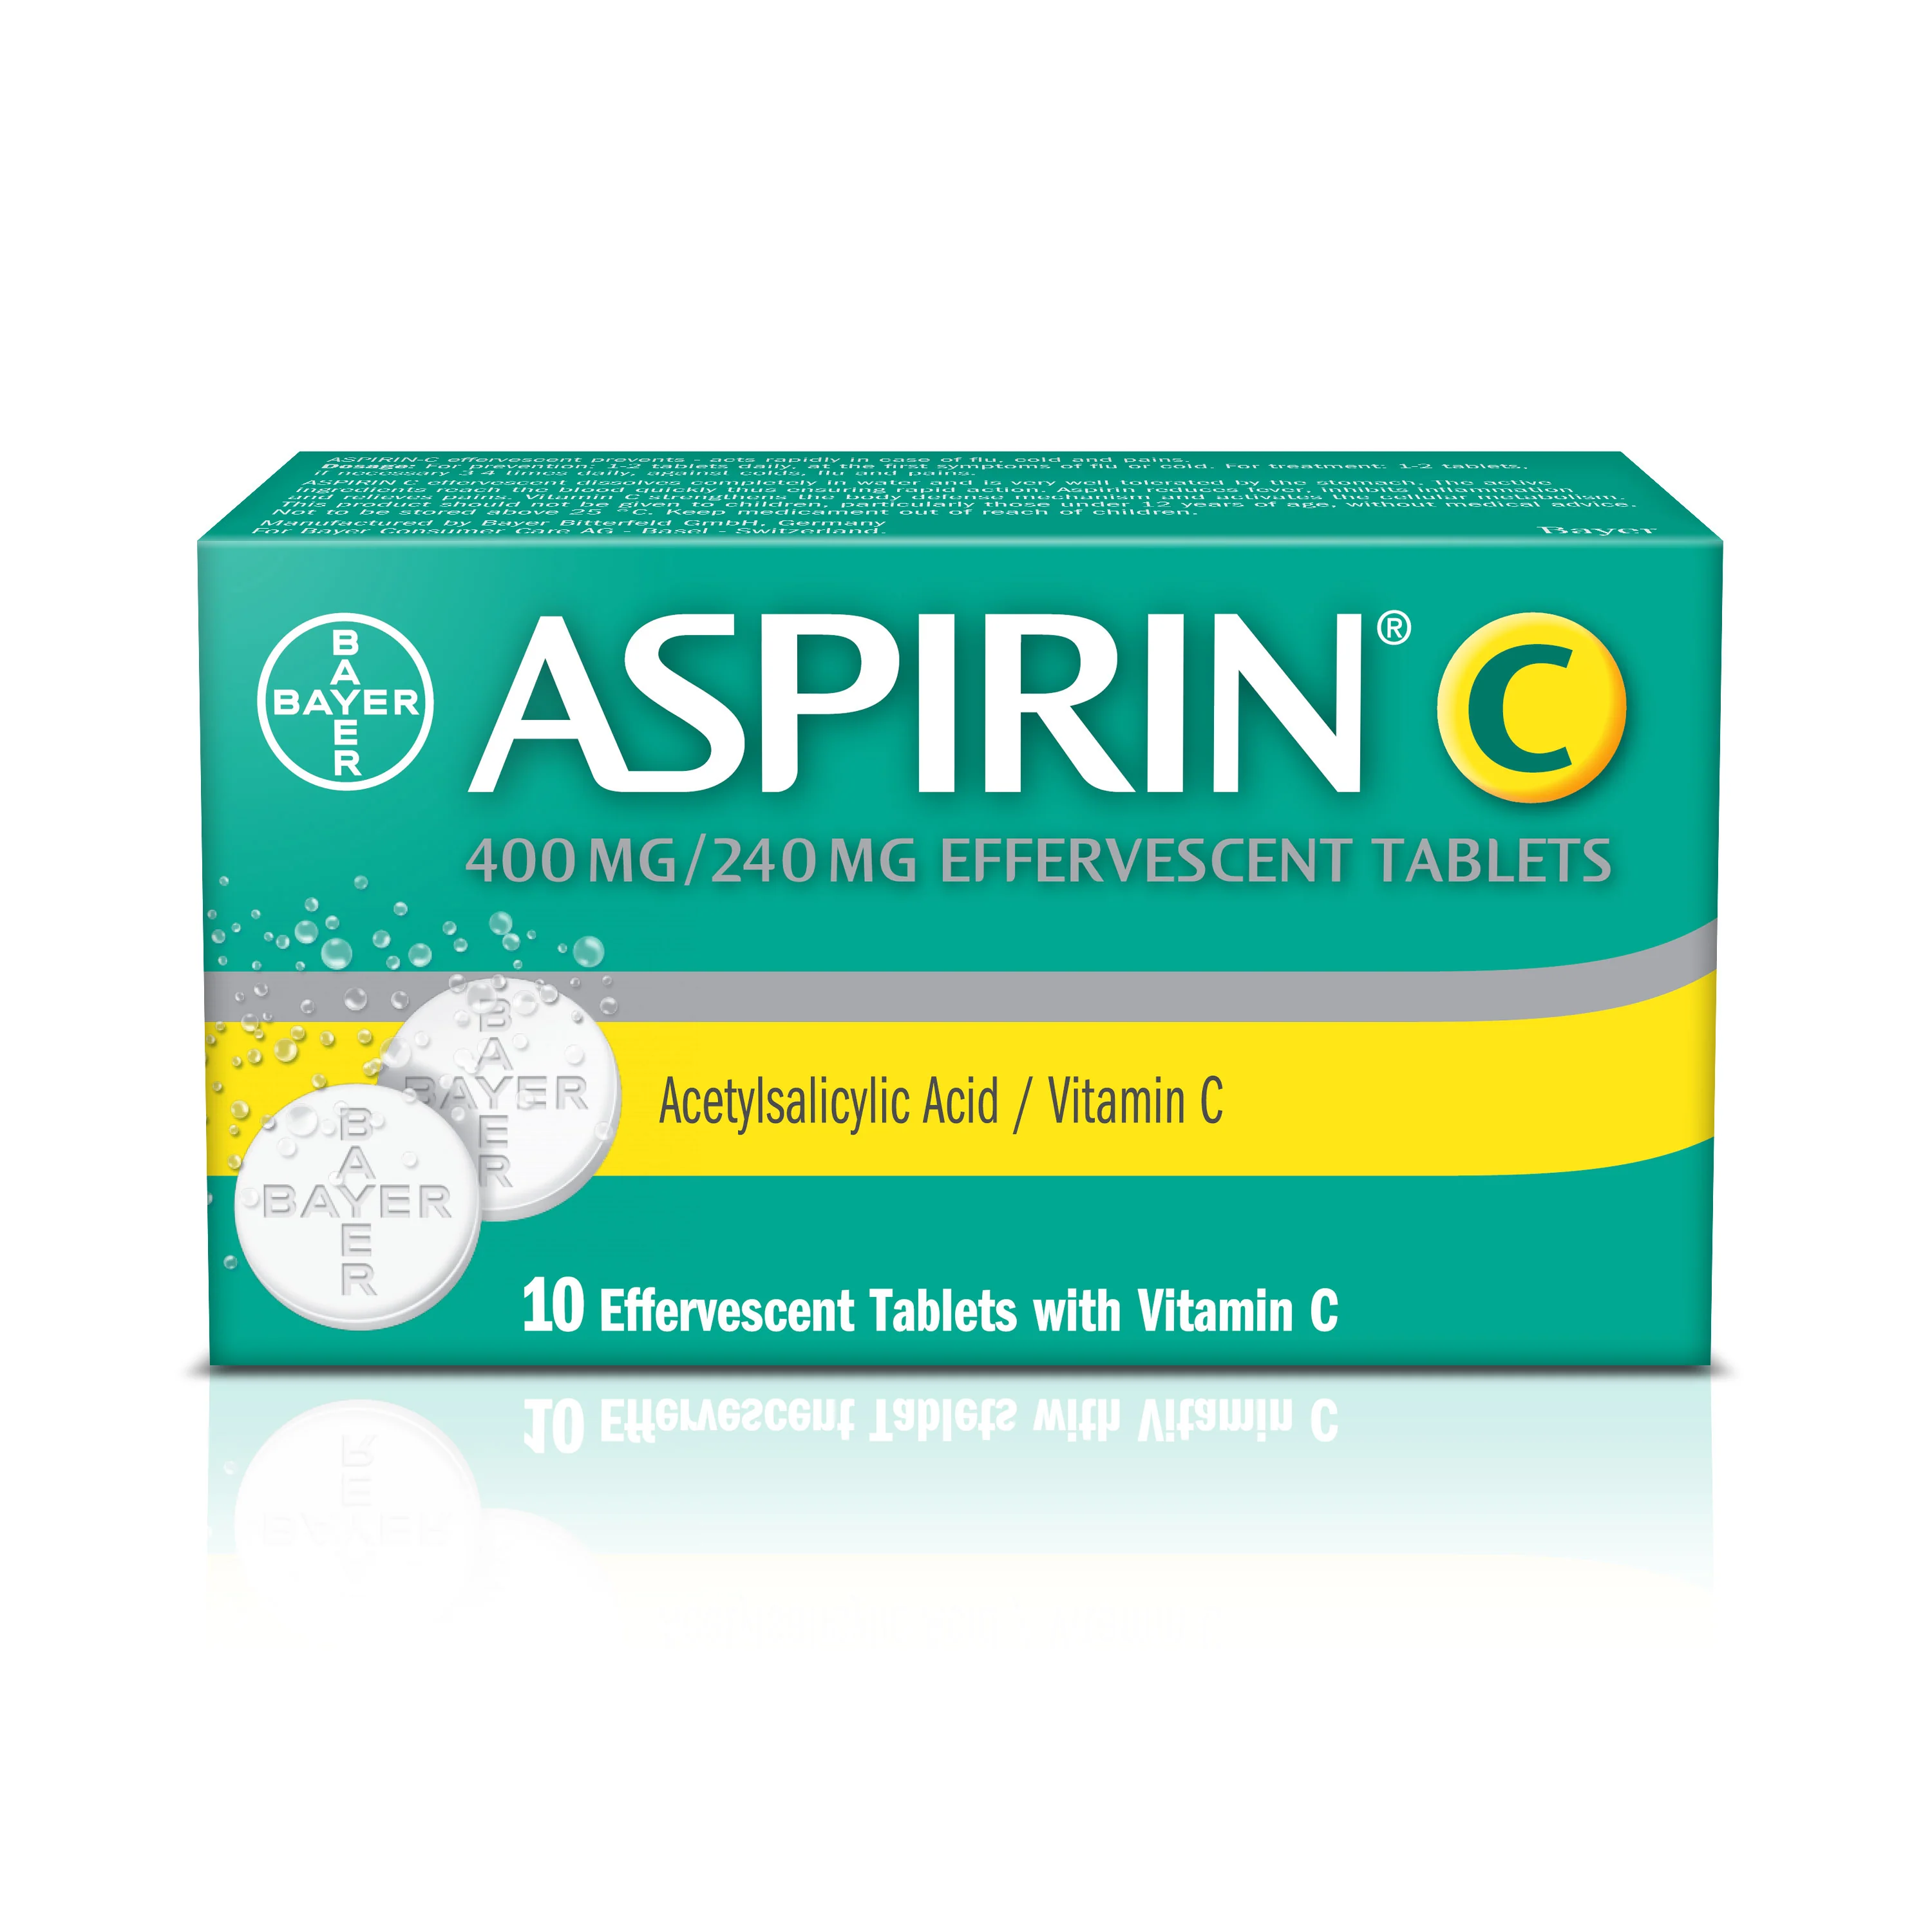 ASPIRIN-C effervescent prevents - acts rapidly in case of flu, cold and pains.
Dosage: For prevention: 1-2 tablets daily, at the first symptoms of flu or cold. For treatment: 1-2 tablets,
if necessary 3-4 times daily, against colds, flu and pains.
ASPIRIN C effervescent dissolves completely in water and is very well tolerated by the stomach. The active
ingredients reach the blood quickly thus ensuring rapid action. Aspirin reduces fever, inhibits inflammation
and relieves pains. Vitamin C strengthens the body defense mechanism and activates the cellular metabolism.
This product should not be given to children, particularly those under 12 years of age, without medical advice.
Not to be stored above 25 °C. Keep medicament out of reach of children.
Manufactured by Bayer Bitterfeld GmbH, Germany
For Bayer Consumer Care AG - Basel - Switzerland.
Bayer
BAYER
BAYER
ASPIRIN® C
400 MG/240 MG EFFERVESCENT TABLETS
BAYER
BAYER
Acetylsalicylic Acid / Vitamin C
BAYER
BAYER
10 Effervescent Tablets with Vitamin C